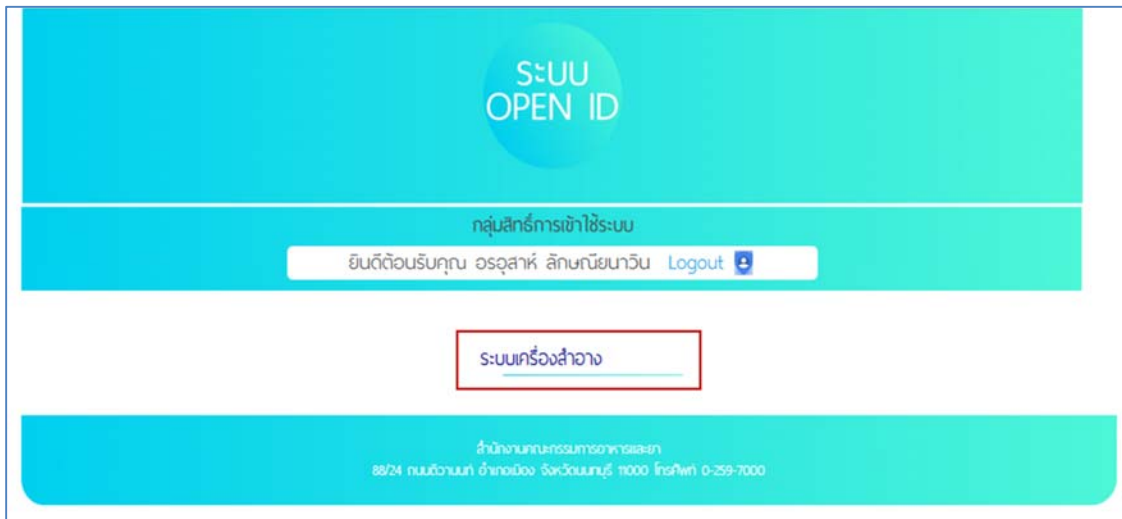 ระบบ
OPEN ID
กลุ่มสิทธิ์การเข้าใช้ระบบ
ยินดีต้อนรับคุณ อรอุสาห์ ลักษณียนาวิน Logout
ระบบเครื่องสำอาง
สำนักงานคณะกรรมการอาหารและยา
88/24 ถนนติวานนท์ อำเภอเมือง จังหวัดนนทบุรี 11000 โทรศัพท์ 0-259-7000